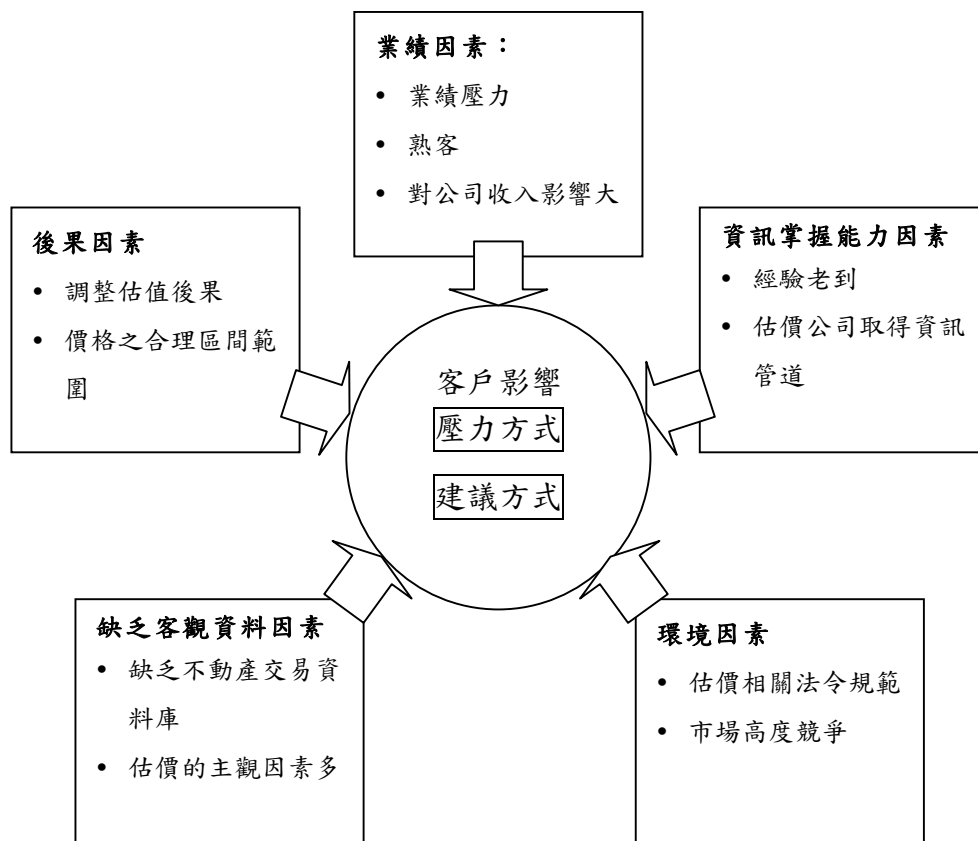 業績因素：
• 業績壓力
• 熟客
• 對公司收入影響大
後果因素
• 調整估值後果
• 價格之合理區間範
圍
資訊掌握能力因素
• 經驗老到
• 估價公司取得資訊
管道
客戶影響
壓力方式
建議方式
缺乏客觀資料因素
• 缺乏不動產交易資
料庫
• 估價的主觀因素多
環境因素
• 估價相關法令規範
• 市場高度競爭